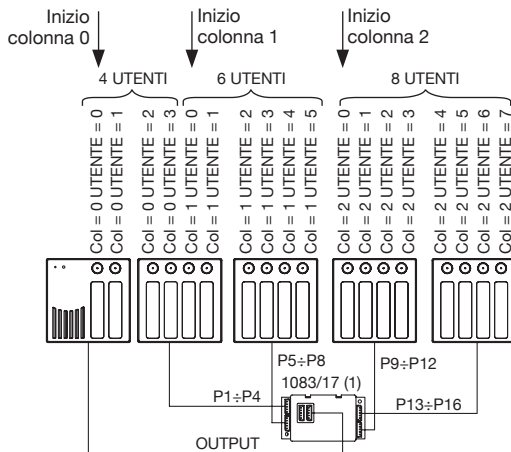 Inizio
colonna 0
Inizio
colonna 1
Inizio
colonna 2
4 UTENTI
6 UTENTI
8 UTENTI
Col = 0 UTENTE = 0
Col = 0 UTENTE = 1
Col = 0 UTENTE = 2
Col = 0 UTENTE = 3
Col = 1 UTENTE = 0
Col = 1 UTENTE = 1
Col = 1 UTENTE = 2
Col = 1 UTENTE = 3
Col = 1 UTENTE = 4
Col = 1 UTENTE = 5
Col = 2 UTENTE = 0
Col = 2 UTENTE = 1
Col = 2 UTENTE = 2
Col = 2 UTENTE = 3
Col = 2 UTENTE = 4
Col = 2 UTENTE = 5
Col = 2 UTENTE = 6
Col = 2 UTENTE = 7
P5÷P8
P9÷P12
1083/17 (1)
P1÷P4
P13÷P16
OUTPUT